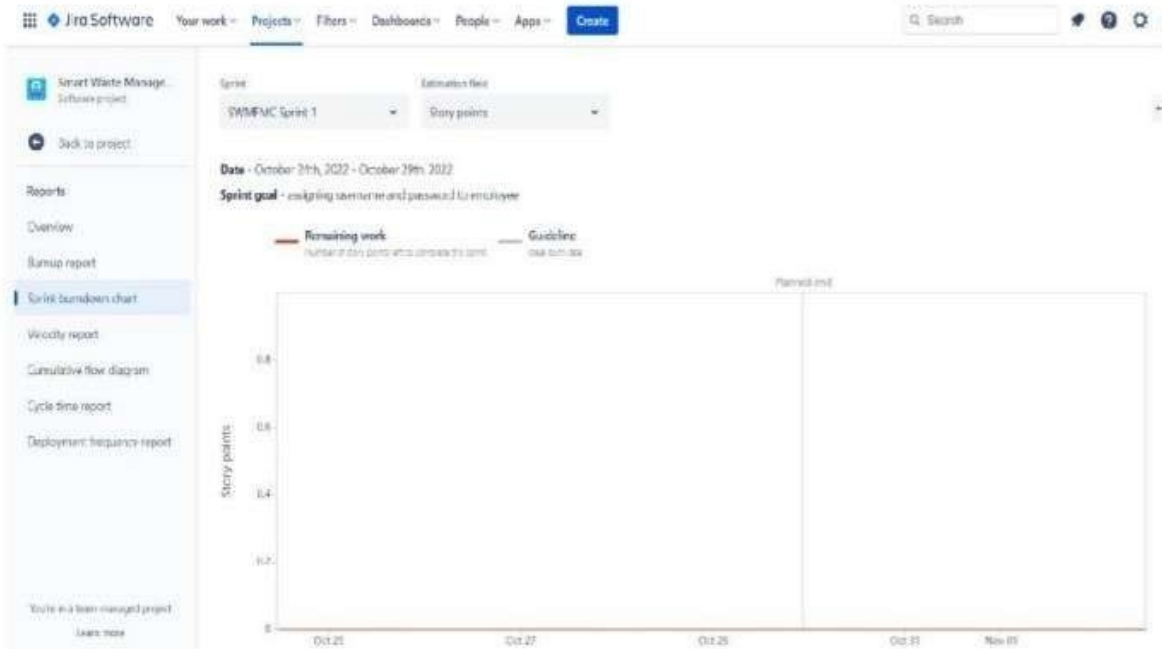 Jira Software Your work Projects Filters Dashboards People Apps Create Search
Smart Waste Manage...
Software project
Back to project
Reports
Overview
Burnup report
Sprint burndown chart
Velocity report
Cumulative flow diagram
Cycle time report
Deployment frequency report
You're in a team-managed project
Learn more
Sprint
Estimation field
SWMFMC Sprint 1
Story points
Date - October 24th, 2022 - October 29th, 2022
Sprint goal - assigning username and password to employee
Remaining work
Guideline
Planned end
Story points
0.8
0.6
0.4
0.2
0
Oct 25 Oct 27 Oct 31 Nov 01